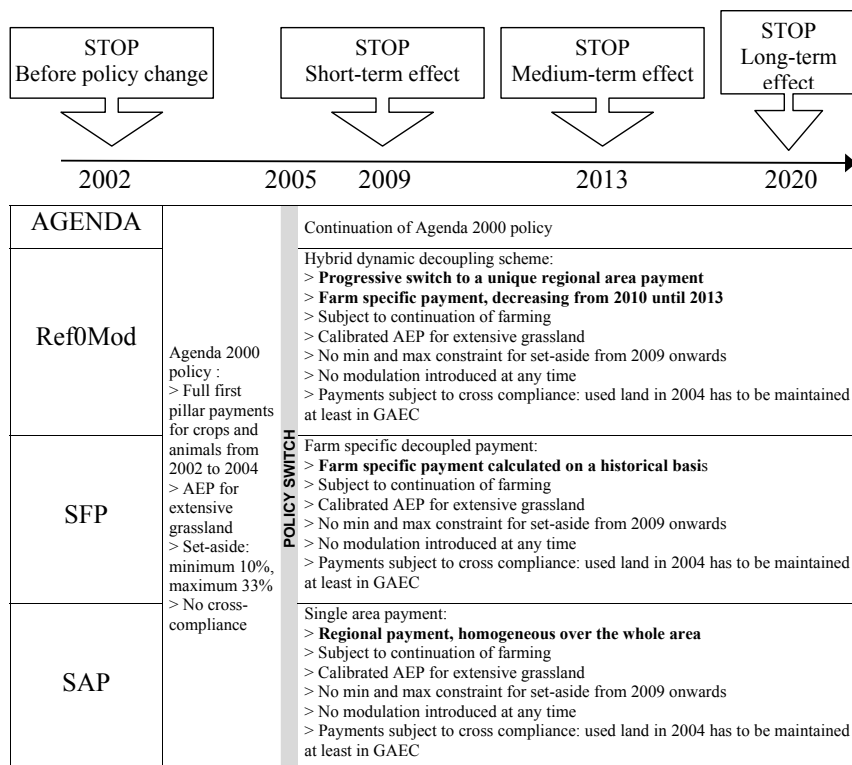 STOP
Before policy change
STOP
Short-term effect
STOP
Medium-term effect
STOP
Long-term
effect
2002
2005
2009
2013
2020
AGENDA
Continuation of Agenda 2000 policy
Ref0Mod
Hybrid dynamic decoupling scheme:
> Progressive switch to a unique regional area payment
> Farm specific payment, decreasing from 2010 until 2013
> Subject to continuation of farming
> Calibrated AEP for extensive grassland
> No min and max constraint for set-aside from 2009 onwards
> No modulation introduced at any time
> Payments subject to cross compliance: used land in 2004 has to be maintained
at least in GAEC
Agenda 2000
policy :
> Full first
pillar payments
for crops and
animals from
2002 to 2004
> AEP for
extensive
grassland
> Set-aside:
minimum 10%,
maximum 33%
> No cross-
compliance
POLICY SWITCH
SFP
Farm specific decoupled payment:
> Farm specific payment calculated on a historical basis
> Subject to continuation of farming
> Calibrated AEP for extensive grassland
> No min and max constraint for set-aside from 2009 onwards
> No modulation introduced at any time
> Payments subject to cross compliance: used land in 2004 has to be maintained
at least in GAEC
SAP
Single area payment:
> Regional payment, homogeneous over the whole area
> Subject to continuation of farming
> Calibrated AEP for extensive grassland
> No min and max constraint for set-aside from 2009 onwards
> No modulation introduced at any time
> Payments subject to cross compliance: used land in 2004 has to be maintained
at least in GAEC